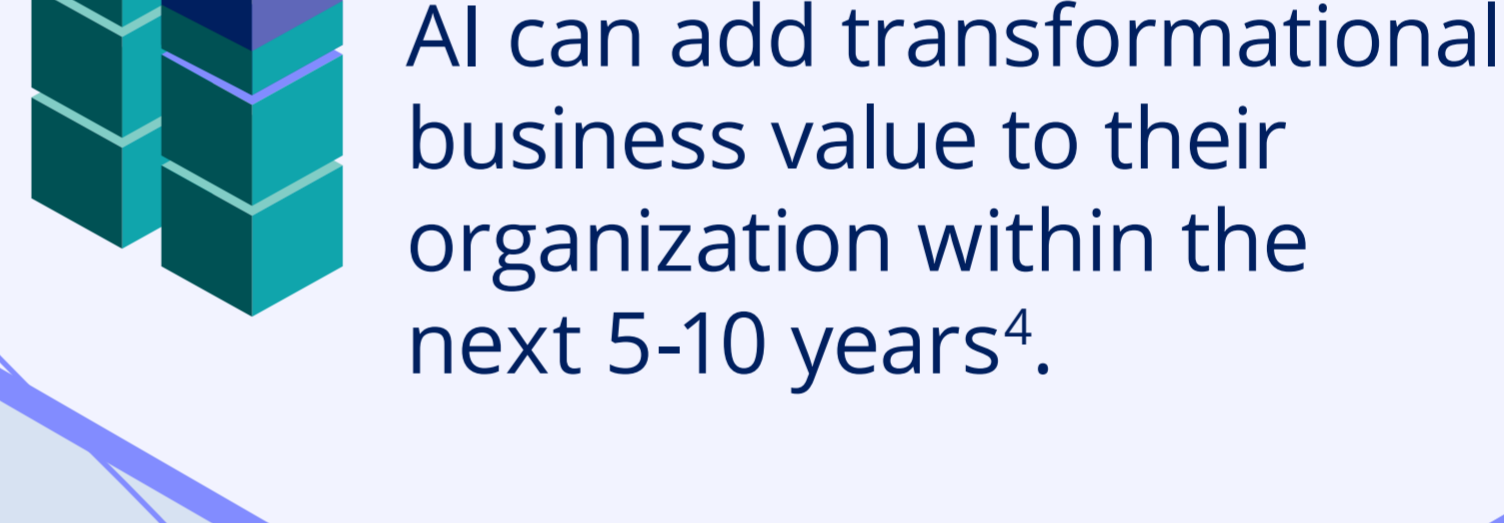 AI can add transformational
business value to their
organization within the
next 5-10 years⁴.